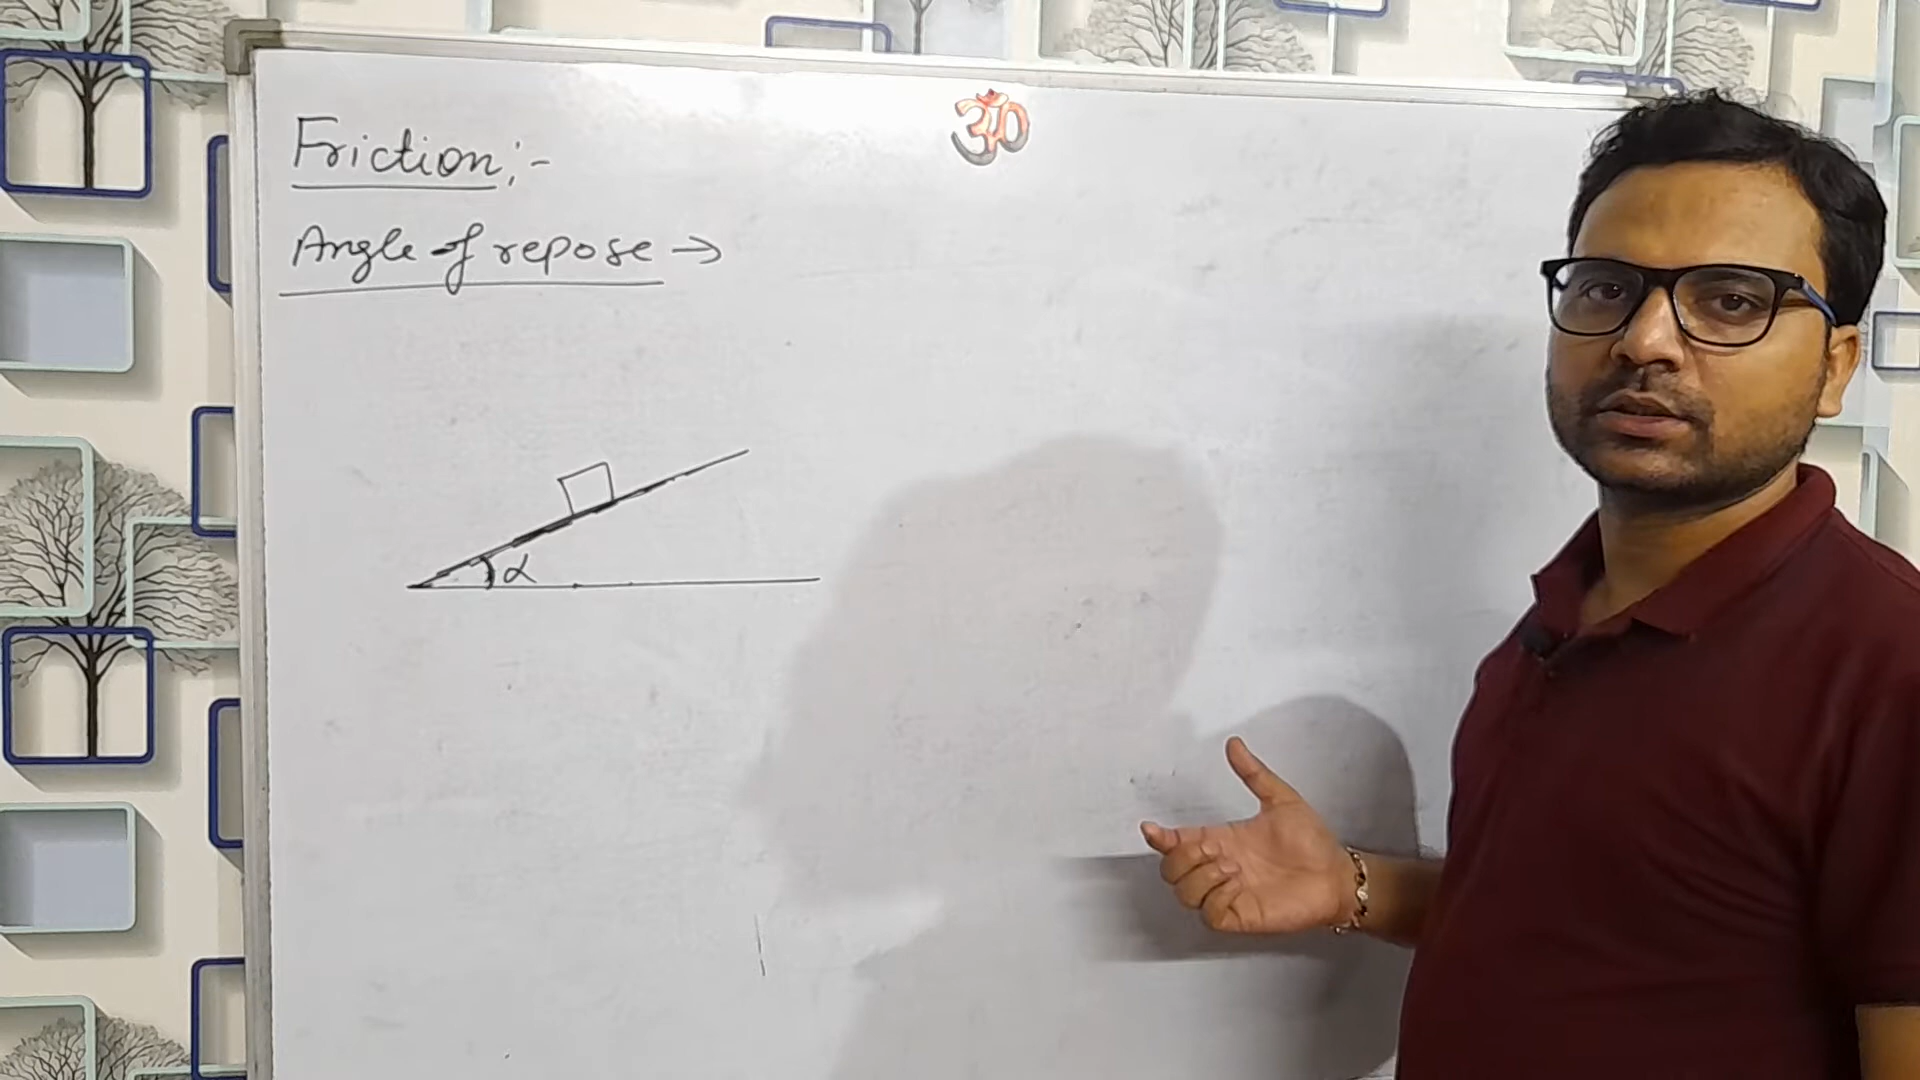 Friction :-
ॐ
Angle of repose →
α